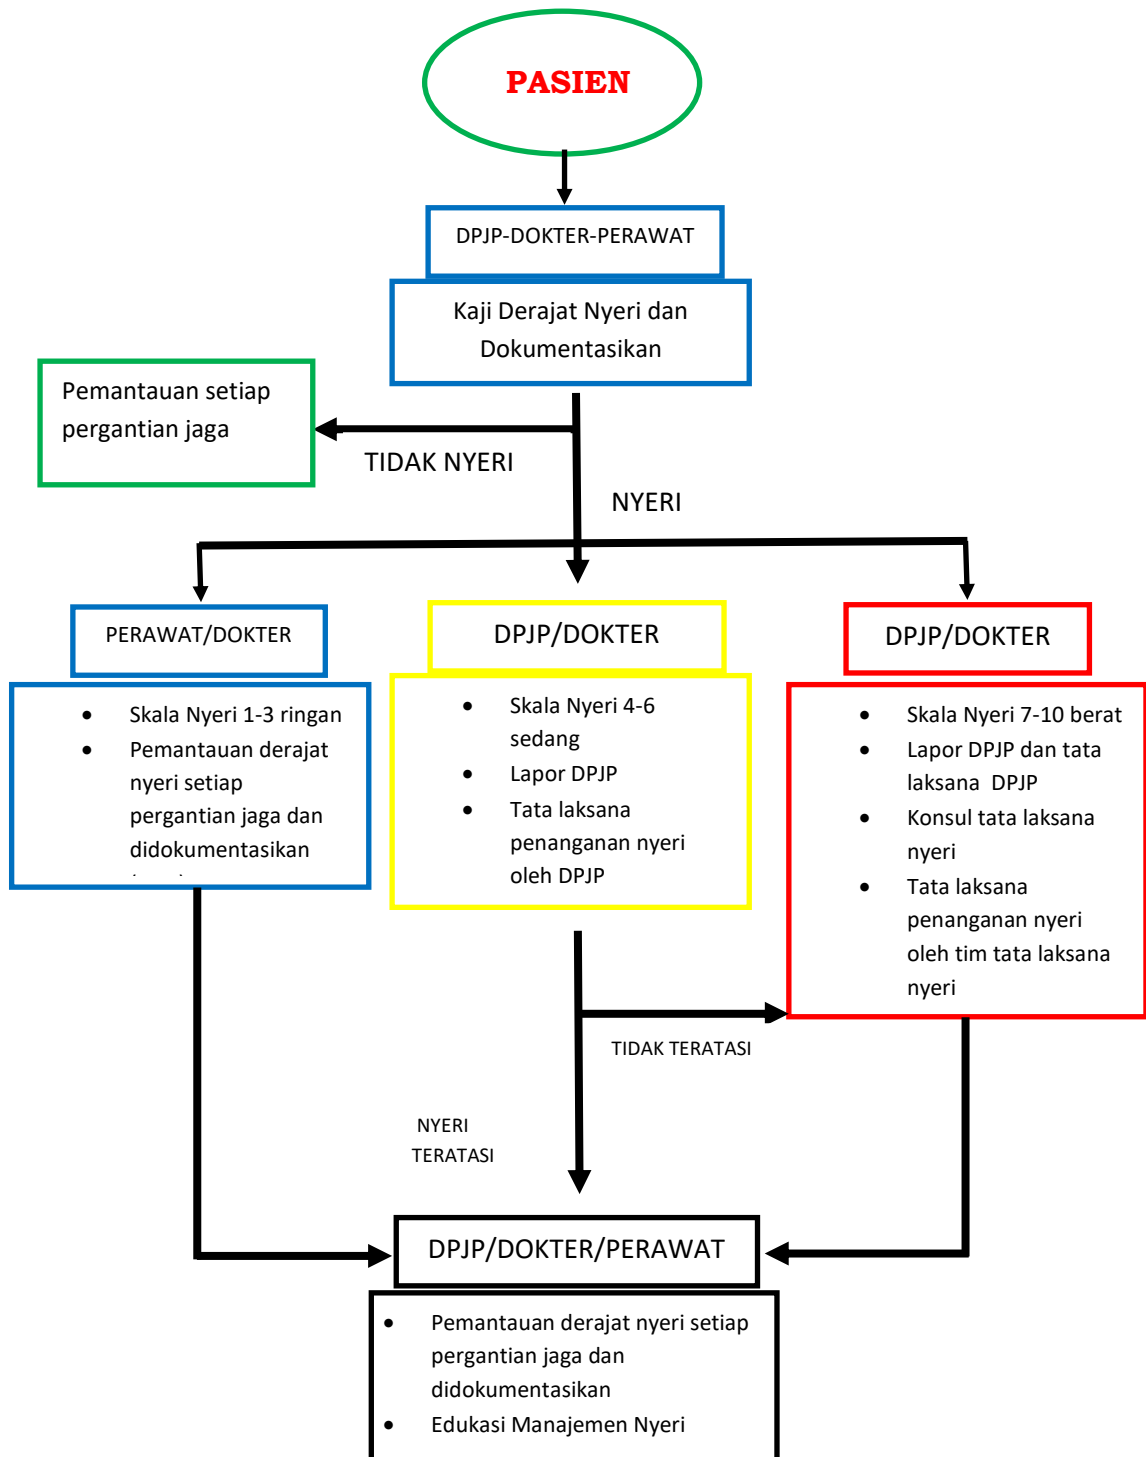 PASIEN
DPJP-DOKTER-PERAWAT
Kaji Derajat Nyeri dan
Dokumentasikan
Pemantauan setiap
pergantian jaga
TIDAK NYERI
NYERI
PERAWAT/DOKTER
• Skala Nyeri 1-3 ringan
• Pemantauan derajat
nyeri setiap
pergantian jaga dan
didokumentasikan
DPJP/DOKTER
• Skala Nyeri 4-6
sedang
• Lapor DPJP
• Tata laksana
penanganan nyeri
oleh DPJP
DPJP/DOKTER
• Skala Nyeri 7-10 berat
• Lapor DPJP dan tata
laksana  DPJP
• Konsul tata laksana
nyeri
• Tata laksana
penanganan nyeri
oleh tim tata laksana
nyeri
TIDAK TERATASI
NYERI
TERATASI
DPJP/DOKTER/PERAWAT
• Pemantauan derajat nyeri setiap
pergantian jaga dan
didokumentasikan
• Edukasi Manajemen Nyeri